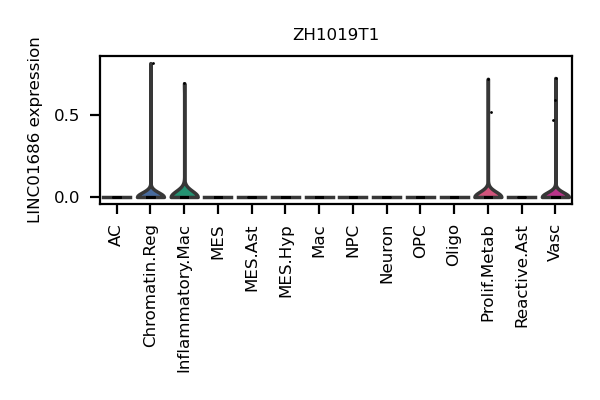 ZH1019T1
LINC01686 expression
0.5
0.0
AC
Chromatin.Reg
Inflammatory.Mac
MES
MES.Ast
MES.Hyp
Mac
NPC
Neuron
OPC
Oligo
Prolif.Metab
Reactive.Ast
Vasc